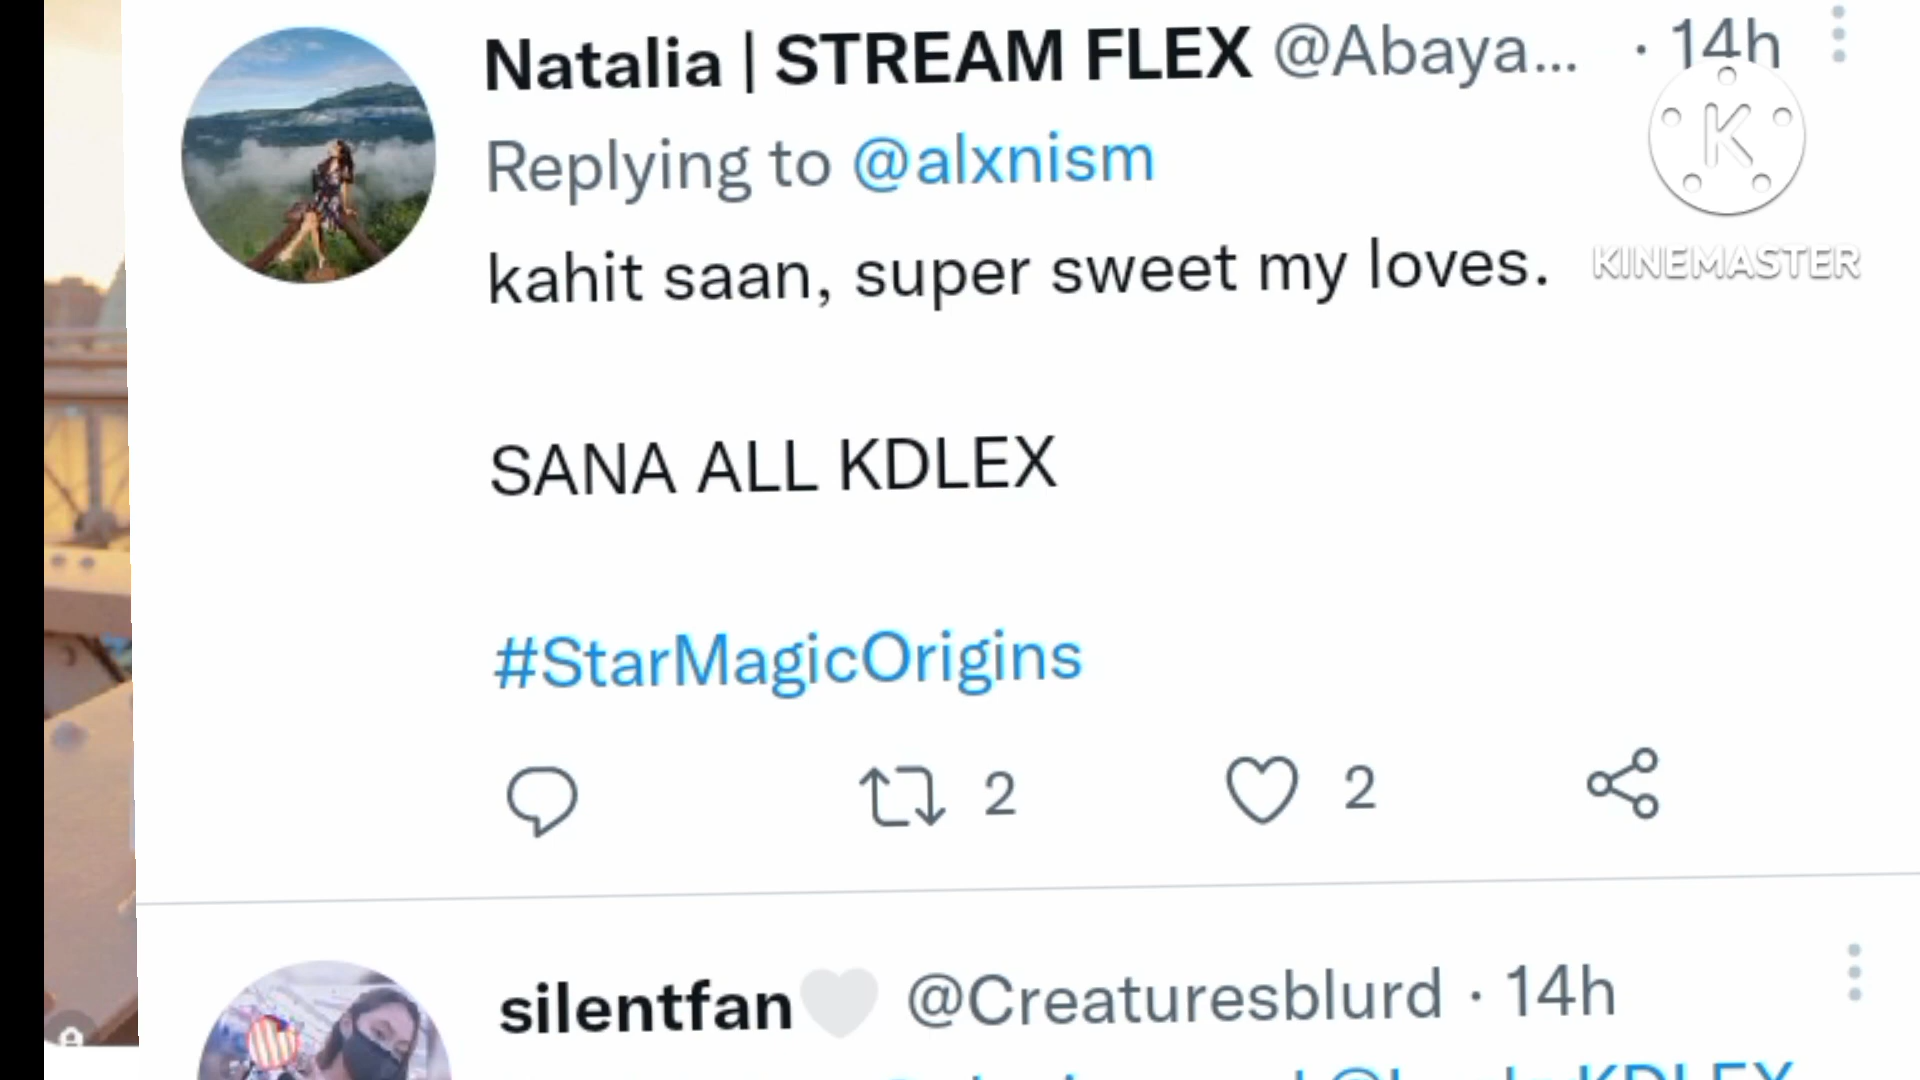 Natalia | STREAM FLEX @Abaya... · 14h
Replying to @alxnism
K
KINEMASTER
kahit saan, super sweet my loves.
SANA ALL KDLEX
#StarMagicOrigins
2 2
silentfan🤍 @Creaturesblurd · 14h